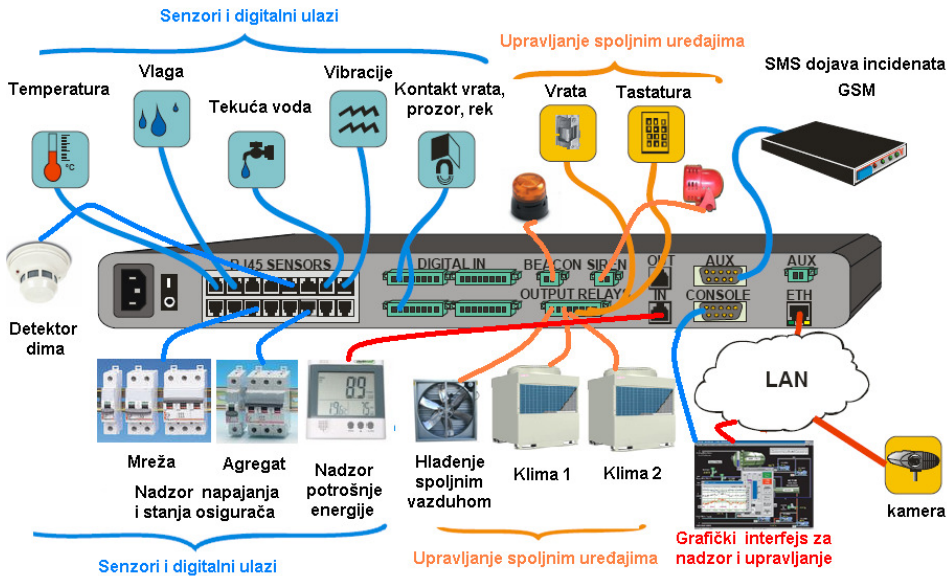 Senzori i digitalni ulazi
Upravljanje spoljnim uređajima
SMS dojava incidenata
GSM
Temperatura
Vlaga
Tekuća voda
Vibracije
Kontakt vrata,
prozor, rek
Vrata
Tastatura
°C
RJ45 SENSORS
DIGITAL IN
BEACON
SIREN
OUT
AUX
AUX
OUTPUT RELAYS
IN
CONSOLE
ETH
Detektor
dima
LAN
Mreža
Agregat
Nadzor napajanja
i stanja osigurača
Nadzor
potrošnje
energije
Hlađenje
spoljnim
vazduhom
Klima 1
Klima 2
kamera
Grafički interfejs za
nadzor i upravljanje
Senzori i digitalni ulazi
Upravljanje spoljnim uređajima